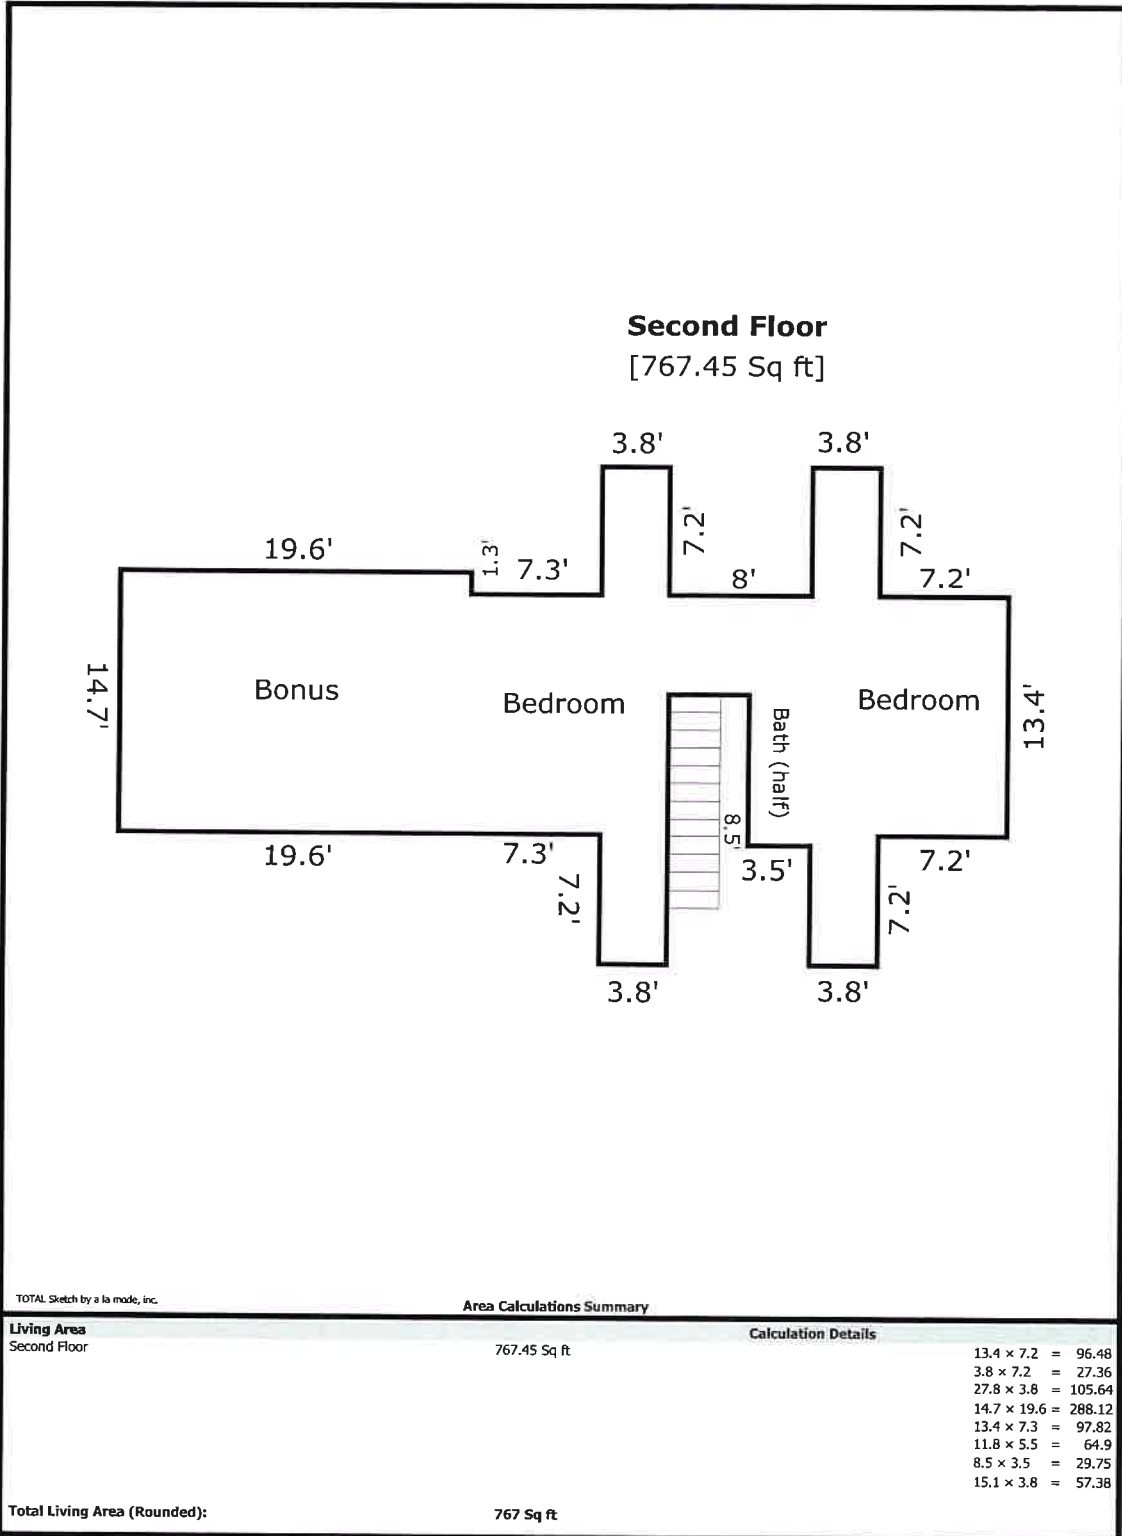 Second Floor
[767.45 Sq ft]
3.8'
3.8'
7.2'
7.2'
19.6'
1.3'
7.3'
8'
7.2'
14.7'
Bonus
Bedroom
Bath (half)
Bedroom
13.4'
8.5'
19.6'
7.3'
3.5'
7.2'
7.2'
7.2'
3.8'
3.8'
TOTAL Sketch by a la mode, inc.
Area Calculations Summary
Living Area
Calculation Details
Second Floor
767.45 Sq ft
13.4 × 7.2 = 96.48
3.8 × 7.2 = 27.36
27.8 × 3.8 = 105.64
14.7 × 19.6 = 288.12
13.4 × 7.3 = 97.82
11.8 × 5.5 = 64.9
8.5 × 3.5 = 29.75
15.1 × 3.8 = 57.38
Total Living Area (Rounded):
767 Sq ft